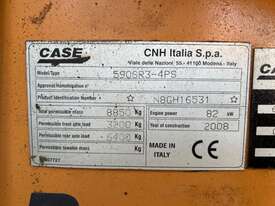 CASE
CNH Italia S.p.a.
Viale delle Nazioni, 55 - 41100 Modena - Italy
Model Type
590SR3-4PS
Approval Homologation n°
Product Identification Number
N8GH16531
Total permissible mass 8850 Kg Engine power 82 kW
Permissible front axle load Kg Year of construction 2008
Permissible rear axle load Kg
Permissible towable mass Kg
MADE IN ITALY
CE